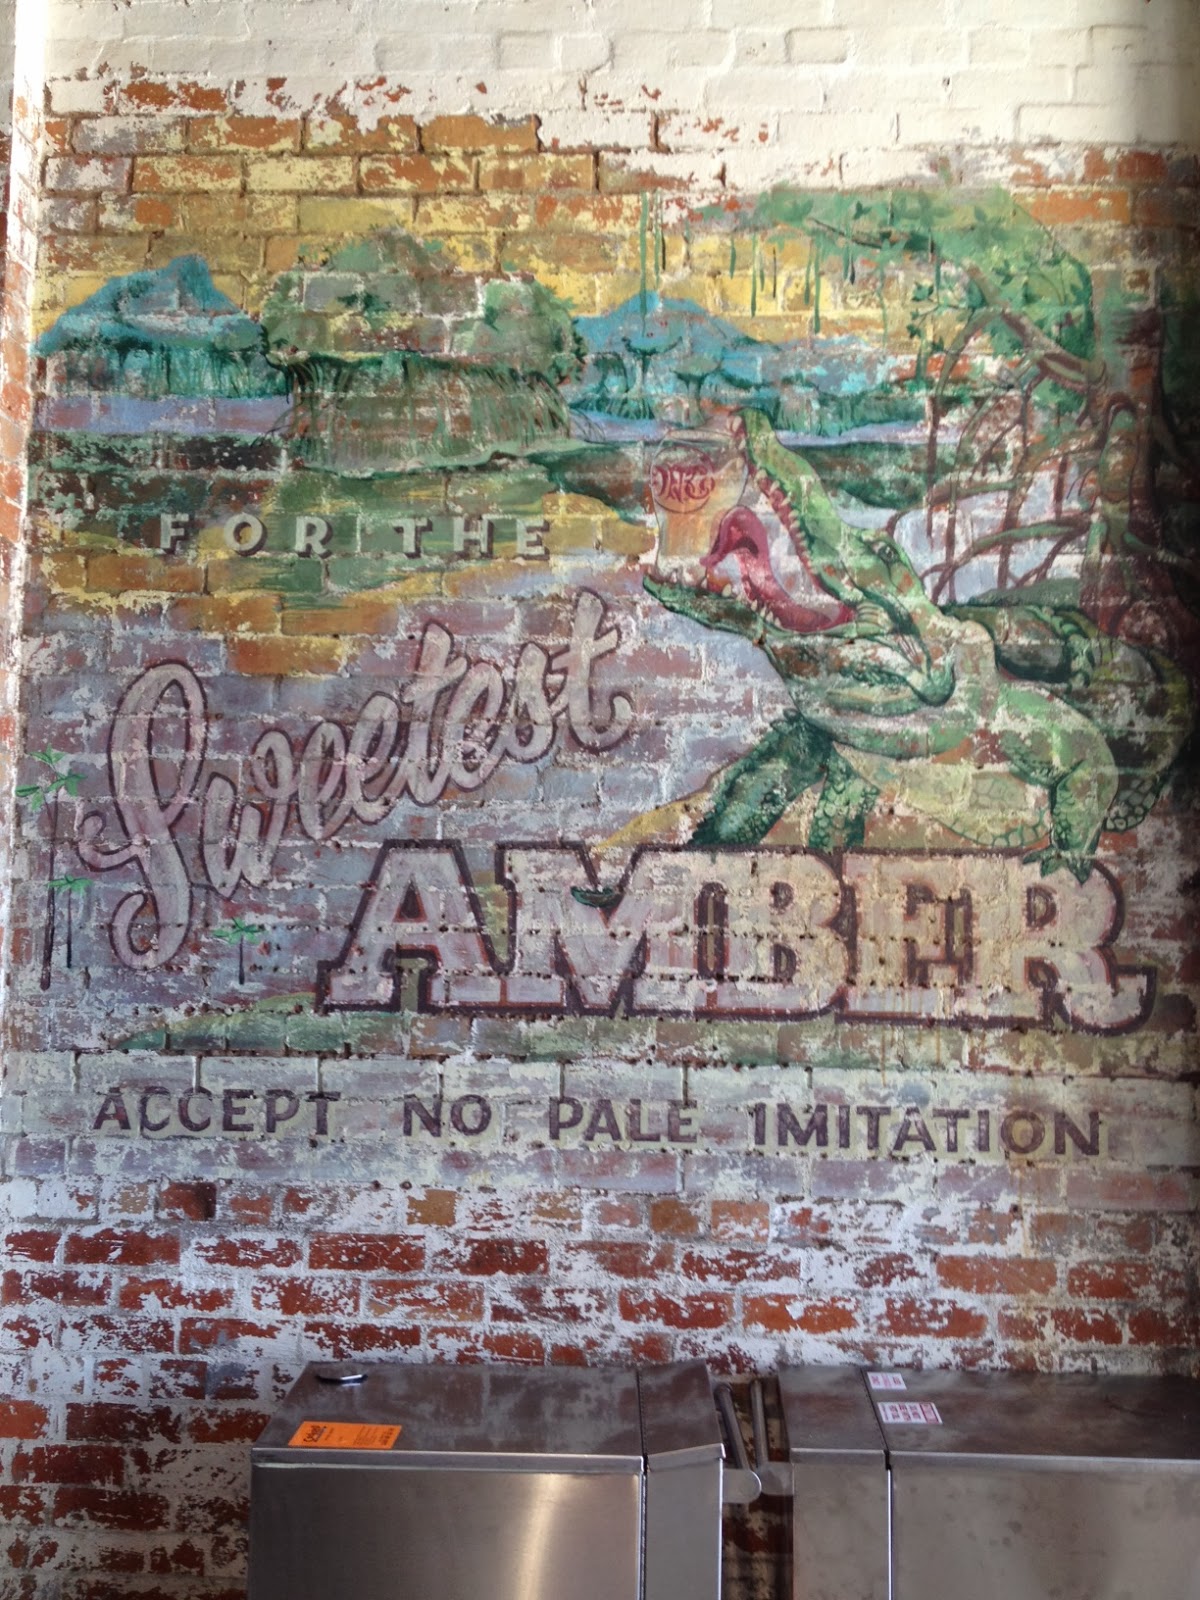 FOR THE
Sweetest
AMBER
ACCEPT NO PALE IMITATION